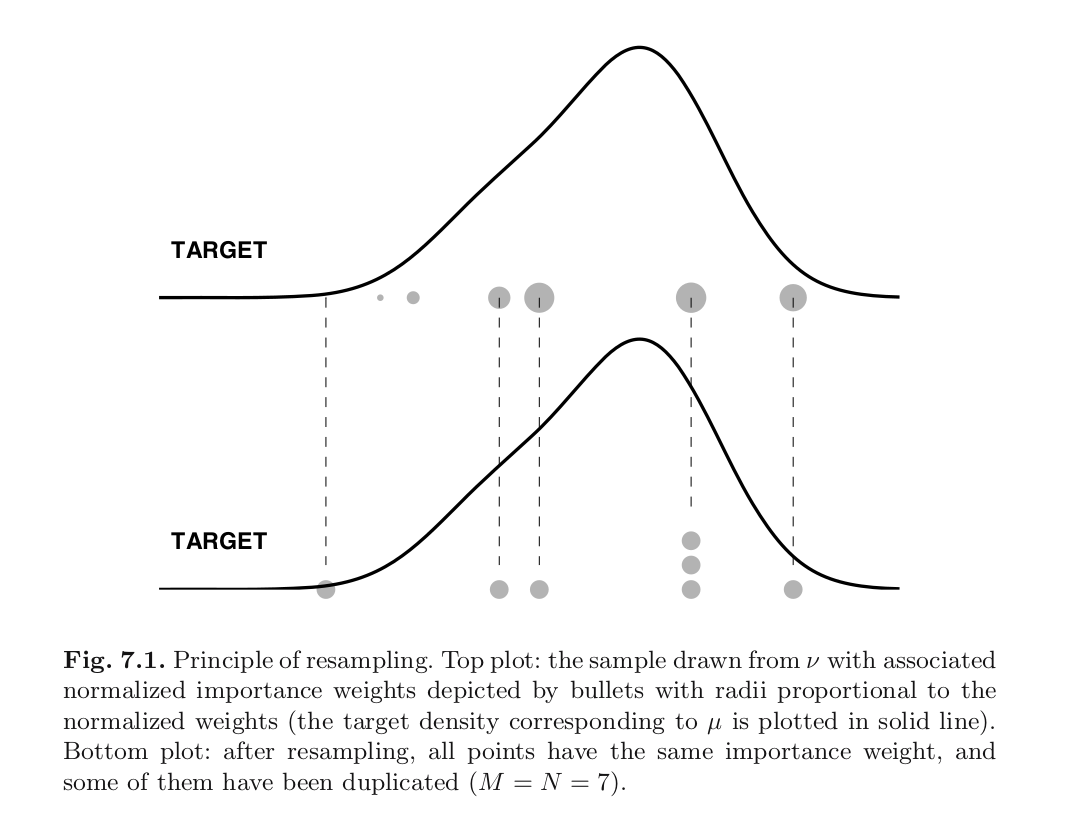 TARGET
TARGET
Fig. 7.1. Principle of resampling. Top plot: the sample drawn from ν with associated
normalized importance weights depicted by bullets with radii proportional to the
normalized weights (the target density corresponding to μ is plotted in solid line).
Bottom plot: after resampling, all points have the same importance weight, and
some of them have been duplicated (M = N = 7).